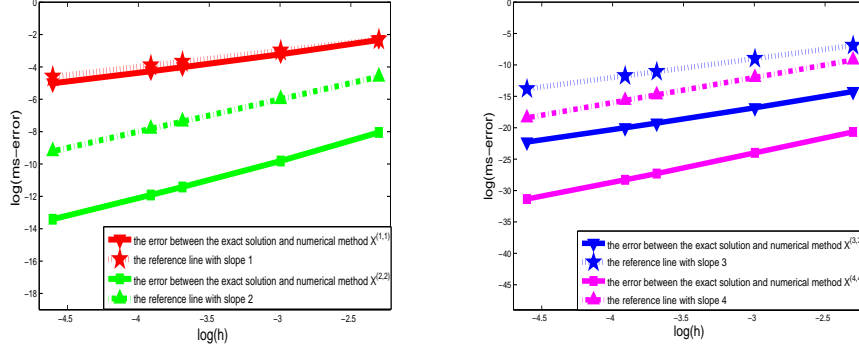 0
−2
−4
−6
−8
−10
−12
−14
−16
−18
log(ms−error)
the error between the exact solution and numerical method X^(1,1)
the reference line with slope 1
the error between the exact solution and numerical method X^(2,2)
the reference line with slope 2
−4.5 −4 −3.5 −3 −2.5
log(h)
0
−5
−10
−15
−20
−25
−30
−35
−40
−45
log(ms−error)
the error between the exact solution and numerical method X^(3,3
the reference line with slope 3
the error between the exact solution and numerical method X^(4,4
the reference line with slope 4
−4.5 −4 −3.5 −3 −2.5
log(h)